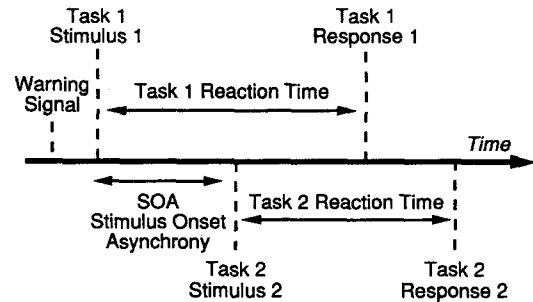 Task 1
Stimulus 1
Task 1
Response 1
Warning
Signal
Task 1 Reaction Time
Time
SOA
Stimulus Onset
Asynchrony
Task 2 Reaction Time
Task 2
Stimulus 2
Task 2
Response 2